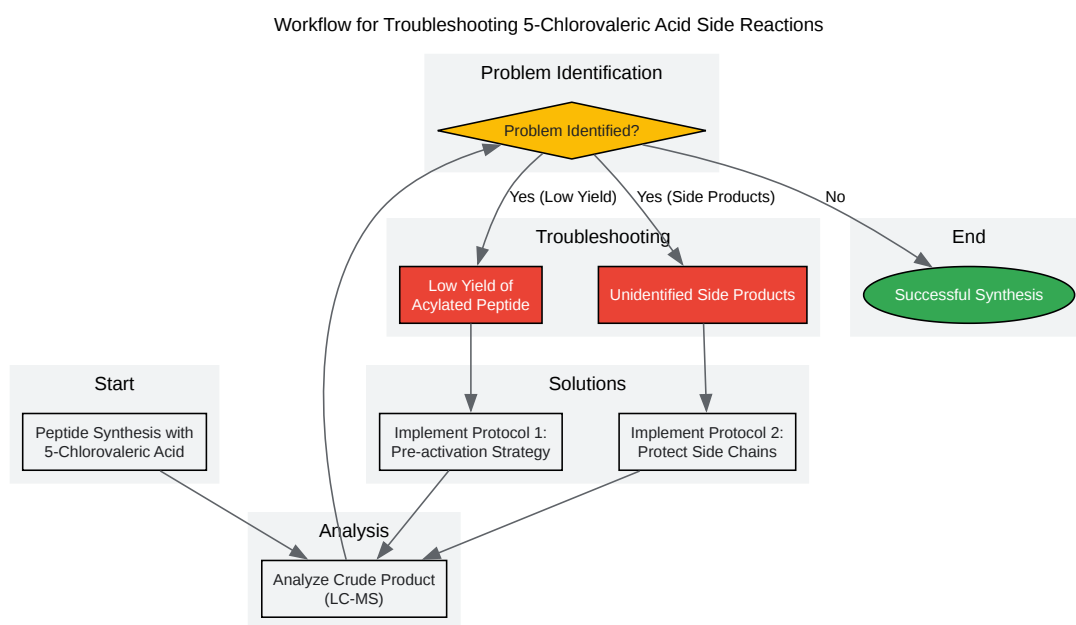 Workflow for Troubleshooting 5-Chlorovaleric Acid Side Reactions
Problem Identification
Problem Identified?
Yes (Low Yield)
Yes (Side Products)
No
Troubleshooting
End
Low Yield of
Acylated Peptide
Unidentified Side Products
Successful Synthesis
Start
Solutions
Peptide Synthesis with
5-Chlorovaleric Acid
Implement Protocol 1:
Pre-activation Strategy
Implement Protocol 2:
Protect Side Chains
Analysis
Analyze Crude Product
(LC-MS)